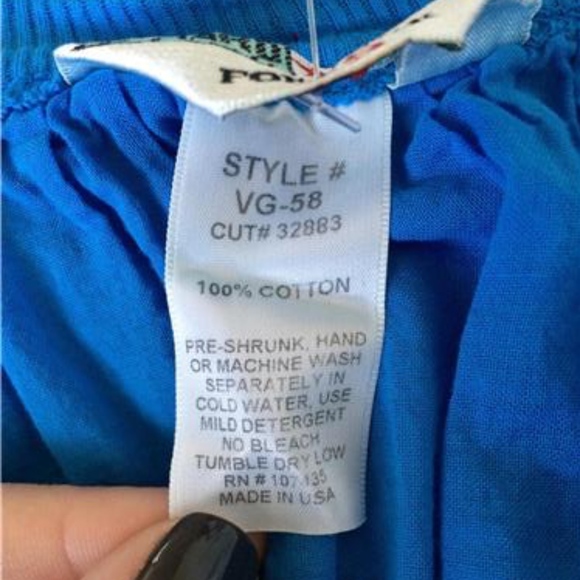 STYLE #
VG-58
CUT# 32883
100% COTTON
PRE-SHRUNK, HAND
OR MACHINE WASH
SEPARATELY IN
COLD WATER, USE
MILD DETERGENT
NO BLEACH
TUMBLE DRY LOW
RN # 107135
MADE IN USA